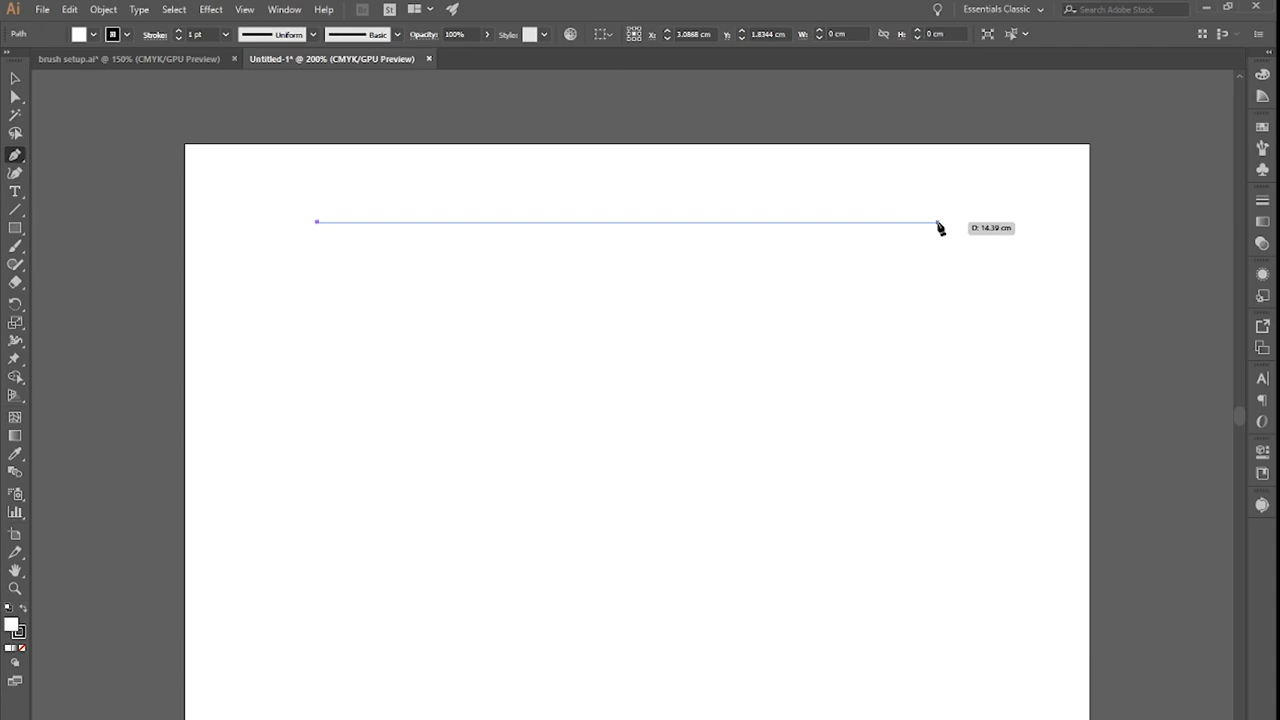 Ai File Edit Object Type Select Effect View Window Help Br St Essentials Classic Search Adobe Stock
Path Stroke: 1 pt Uniform Basic Opacity: 100% Style: X: 3.0868 cm Y: 1.8344 cm W: 0 cm H: 0 cm
brush setup.ai* @ 150% (CMYK/GPU Preview) × Untitled-1* @ 200% (CMYK/GPU Preview) ×
D: 14.39 cm